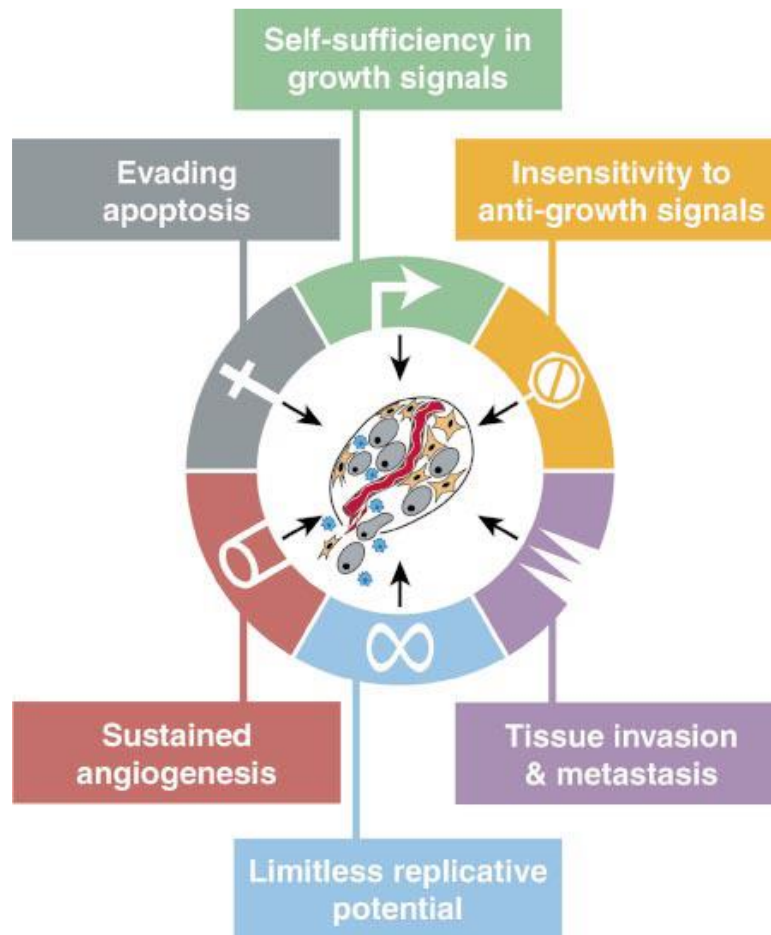 Self-sufficiency in
growth signals
Evading
apoptosis
Insensitivity to
anti-growth signals
Sustained
angiogenesis
Tissue invasion
& metastasis
Limitless replicative
potential